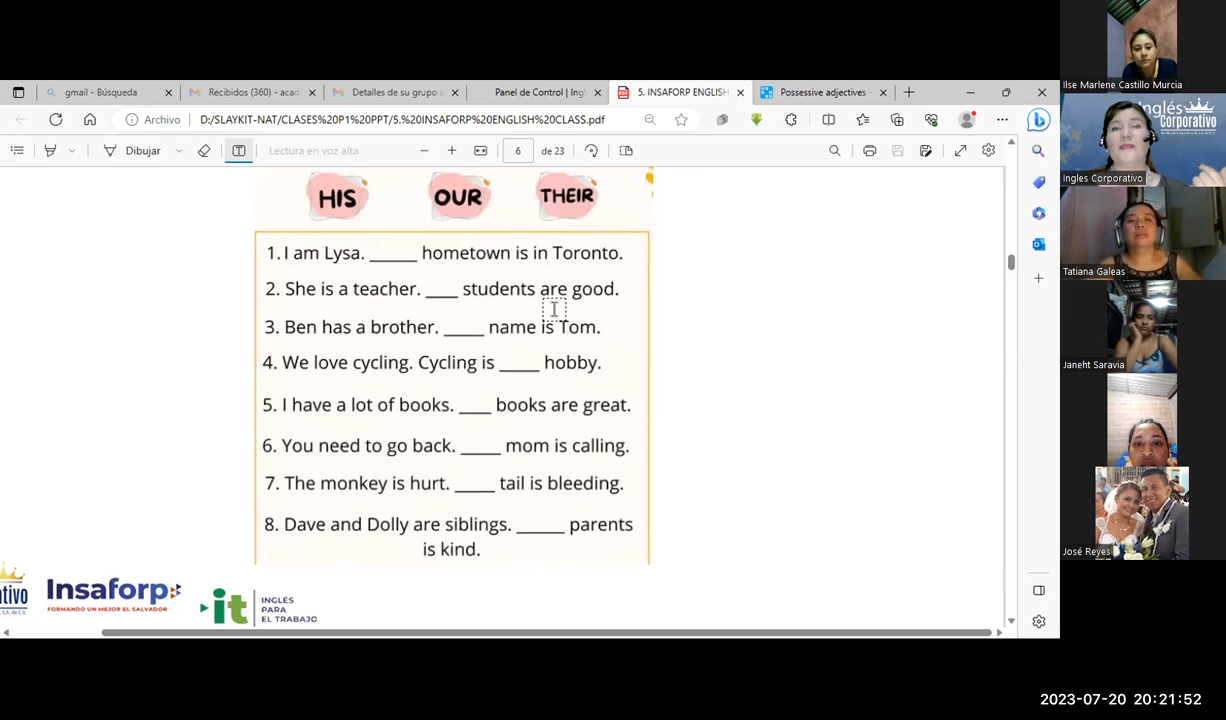 Ilse Marlene Castillo Murcia
gmail - Búsqueda
Recibidos (360) - acad
Detalles de su grupo a
Panel de Control | Ing
5. INSAFORP ENGLISH
Possessive adjectives -
Archivo
D:/SLAYKIT-NAT/CLASES%20P1%20PPT/5.%20INSAFORP%20ENGLISH%20CLASS.pdf
Dibujar
Lectura en voz alta
6
de 23
HIS
OUR
THEIR
1. I am Lysa. _____ hometown is in Toronto.
2. She is a teacher. ____ students are good.
3. Ben has a brother. _____ name is Tom.
4. We love cycling. Cycling is _____ hobby.
5. I have a lot of books. ____ books are great.
6. You need to go back. _____ mom is calling.
7. The monkey is hurt. _____ tail is bleeding.
8. Dave and Dolly are siblings. ______ parents
is kind.
ativo
S.A. de C.V.
Insaforp
FORMANDO UN MEJOR EL SALVADOR
it
INGLÉS
PARA
EL TRABAJO
Inglés
Corporativo
Ingles Corporativo
Tatiana Galeas
Janeht Saravia
José Reyes
2023-07-20 20:21:52